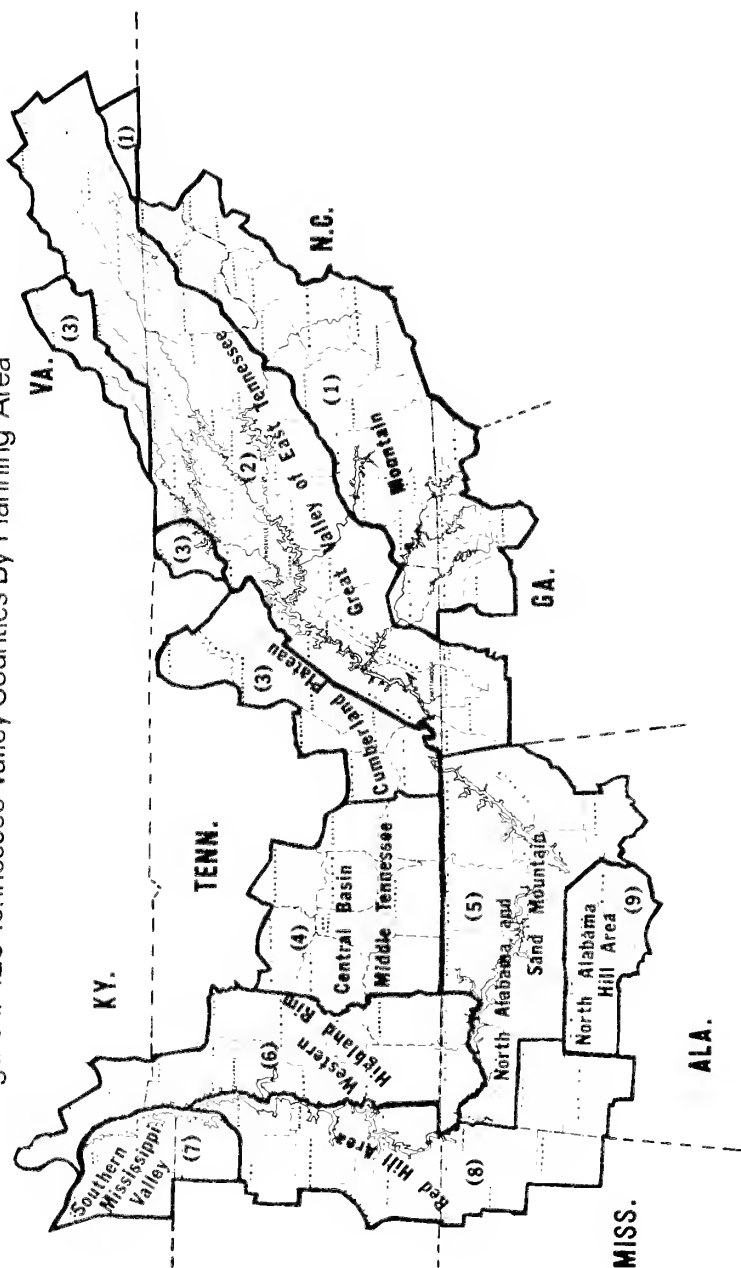 125 Tennessee Valley Counties By Planning Area
VA.
KY.
TENN.
N.C.
GA.
ALA.
MISS.
(1)
(3)
(3)
(2)
Great Valley of East Tennessee
(1)
Mountain
(3)
Cumberland Plateau
(4)
Central Basin
Middle Tennessee
(5)
North Alabama and
Sand Mountain
(6)
Western
Highland Rim
Southern
Mississippi
Valley
(7)
Red Hill Area
(8)
North Alabama
Hill Area
(9)